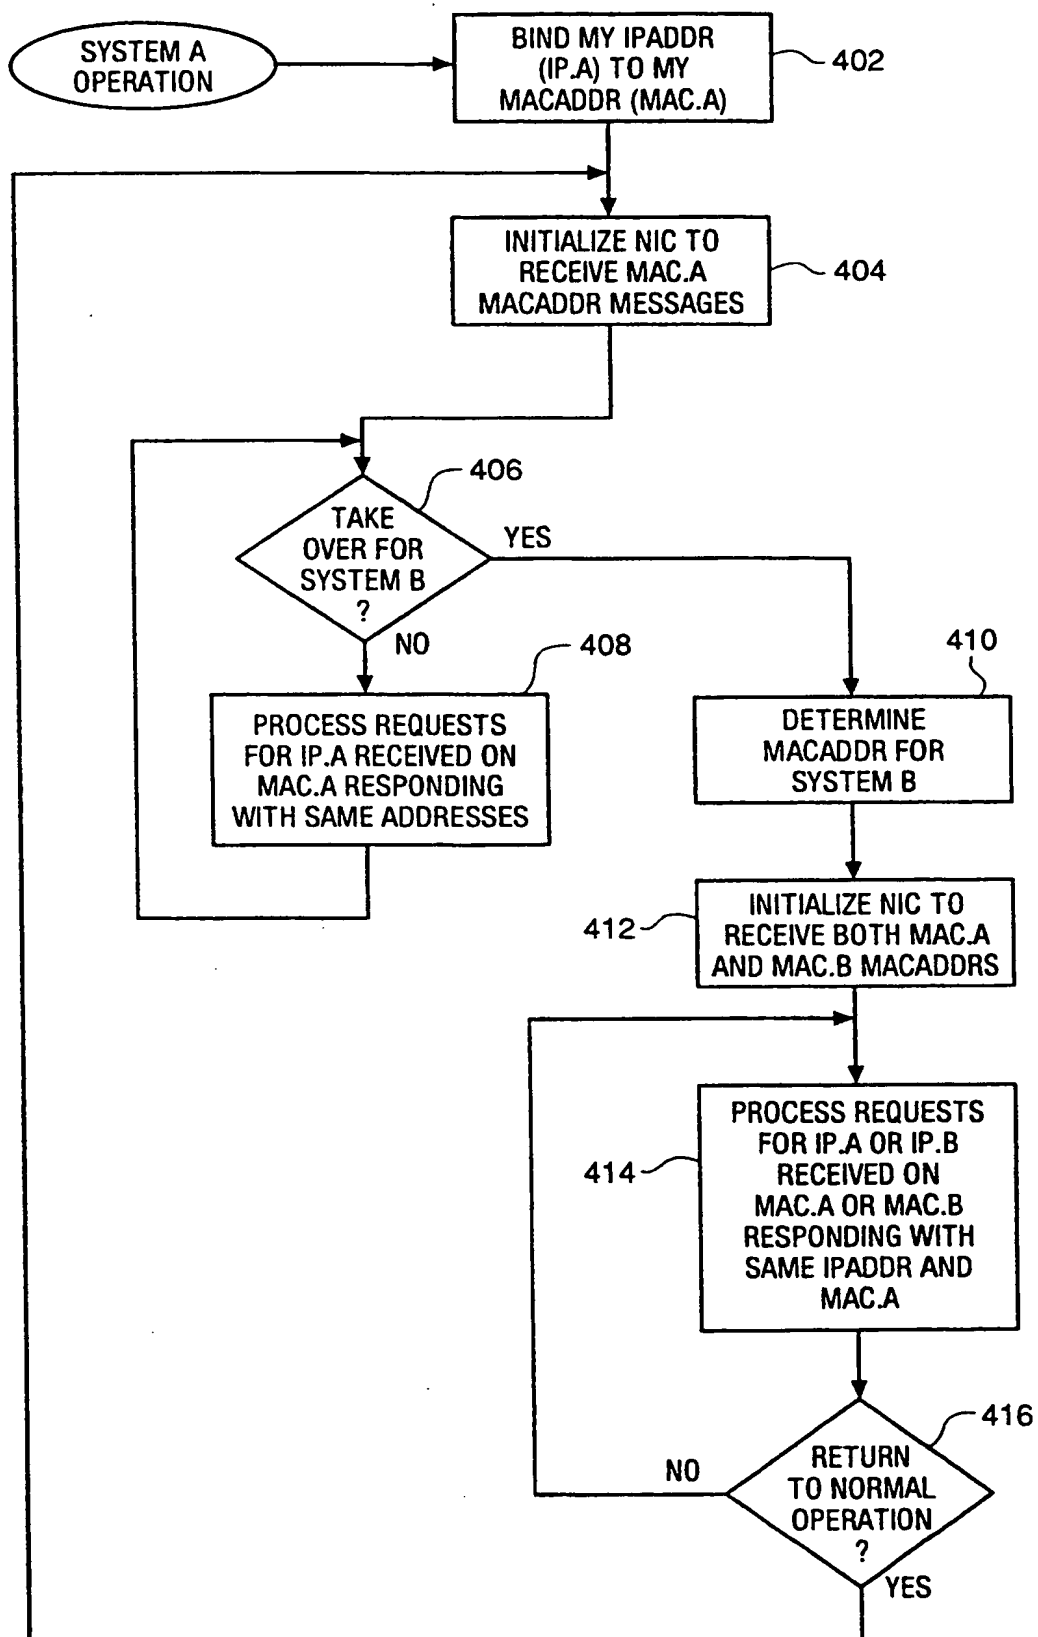 SYSTEM A
OPERATION
BIND MY IPADDR
(IP.A) TO MY
MACADDR (MAC.A)
402
INITIALIZE NIC TO
RECEIVE MAC.A
MACADDR MESSAGES
404
406
TAKE
OVER FOR
SYSTEM B
?
YES
NO
408
PROCESS REQUESTS
FOR IP.A RECEIVED ON
MAC.A RESPONDING
WITH SAME ADDRESSES
410
DETERMINE
MACADDR FOR
SYSTEM B
412
INITIALIZE NIC TO
RECEIVE BOTH MAC.A
AND MAC.B MACADDRS
414
PROCESS REQUESTS
FOR IP.A OR IP.B
RECEIVED ON
MAC.A OR MAC.B
RESPONDING WITH
SAME IPADDR AND
MAC.A
416
RETURN
TO NORMAL
OPERATION
?
NO
YES